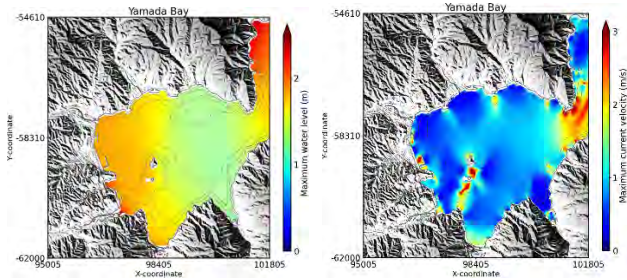 Yamada Bay
-54610
-58310
-62000
Y-coordinate
95005
98405
101805
X-coordinate
2
1
0
Maximum water level (m)
Yamada Bay
-54610
-58310
-62000
Y-coordinate
95005
98405
101805
X-coordinate
3
2
1
0
Maximum current velocity (m/s)